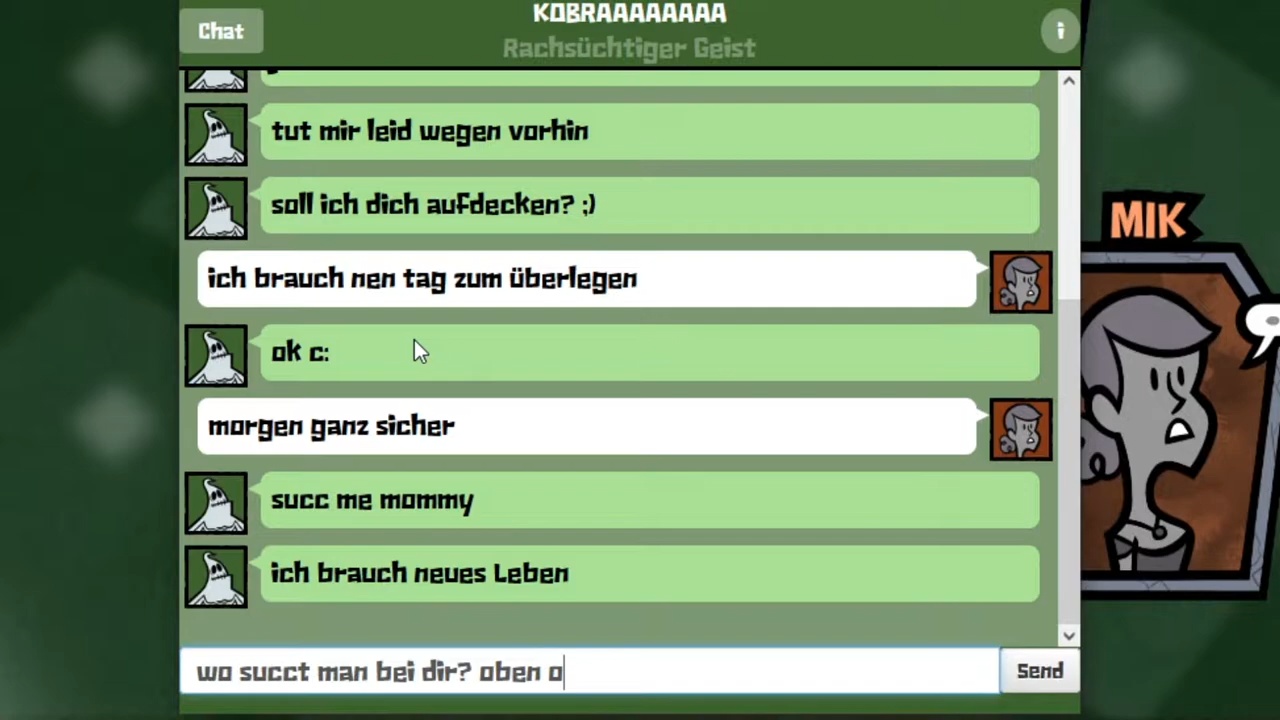 KOBRAAAAAAAA
Chat
i
Rachsüchtiger Geist
tut mir leid wegen vorhin
soll ich dich aufdecken? ;)
MIK
ich brauch nen tag zum überlegen
ok c:
morgen ganz sicher
succ me mommy
ich brauch neues Leben
wo succt man bei dir? oben o
Send